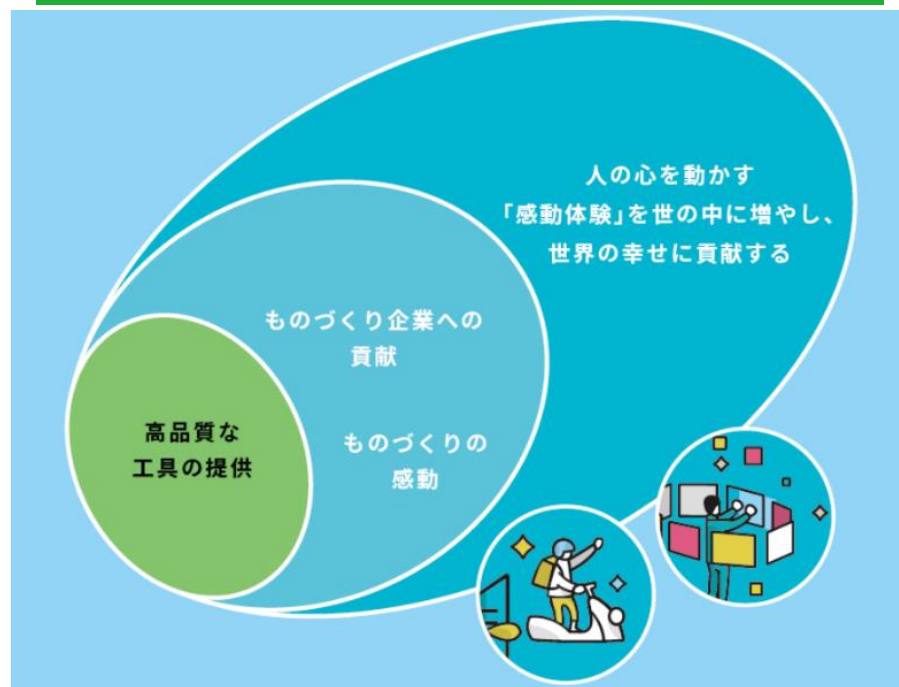 人の心を動かす
「感動体験」を世の中に増やし、
世界の幸せに貢献する
ものづくり企業への
貢献
ものづくりの
感動
高品質な
工具の提供